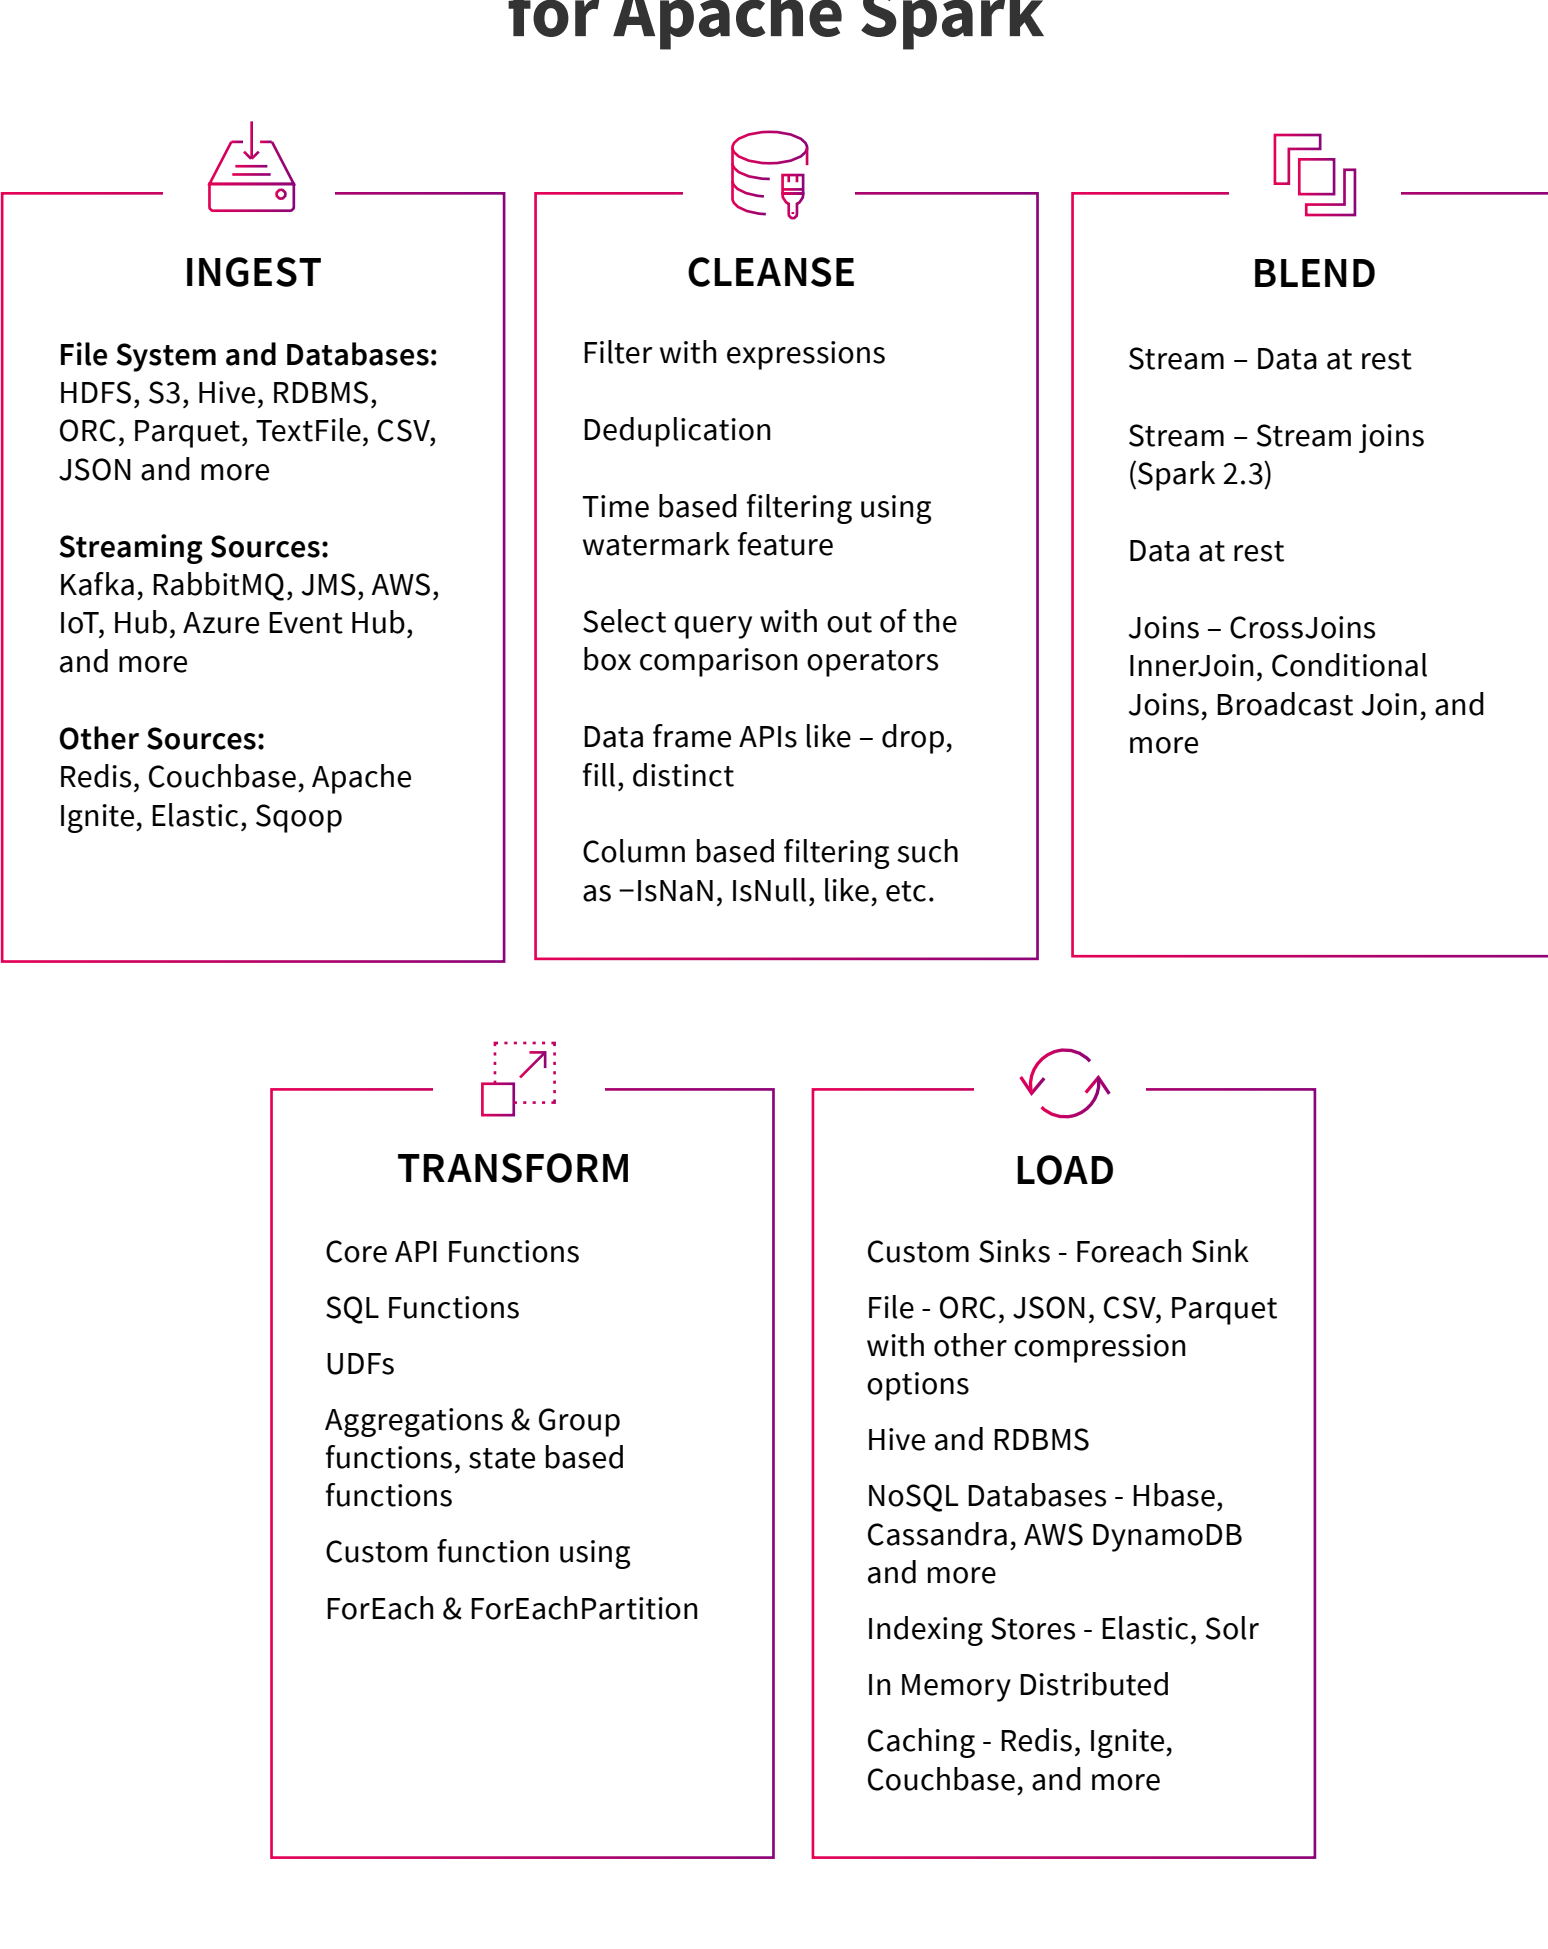 for Apache Spark
INGEST
File System and Databases:
HDFS, S3, Hive, RDBMS,
ORC, Parquet, TextFile, CSV,
JSON and more
Streaming Sources:
Kafka, RabbitMQ, JMS, AWS,
IoT, Hub, Azure Event Hub,
and more
Other Sources:
Redis, Couchbase, Apache
Ignite, Elastic, Sqoop
CLEANSE
Filter with expressions
Deduplication
Time based filtering using
watermark feature
Select query with out of the
box comparison operators
Data frame APIs like – drop,
fill, distinct
Column based filtering such
as –IsNaN, IsNull, like, etc.
BLEND
Stream – Data at rest
Stream – Stream joins
(Spark 2.3)
Data at rest
Joins – CrossJoins
InnerJoin, Conditional
Joins, Broadcast Join, and
more
TRANSFORM
Core API Functions
SQL Functions
UDFs
Aggregations & Group
functions, state based
functions
Custom function using
ForEach & ForEachPartition
LOAD
Custom Sinks - Foreach Sink
File - ORC, JSON, CSV, Parquet
with other compression
options
Hive and RDBMS
NoSQL Databases - Hbase,
Cassandra, AWS DynamoDB
and more
Indexing Stores - Elastic, Solr
In Memory Distributed
Caching - Redis, Ignite,
Couchbase, and more